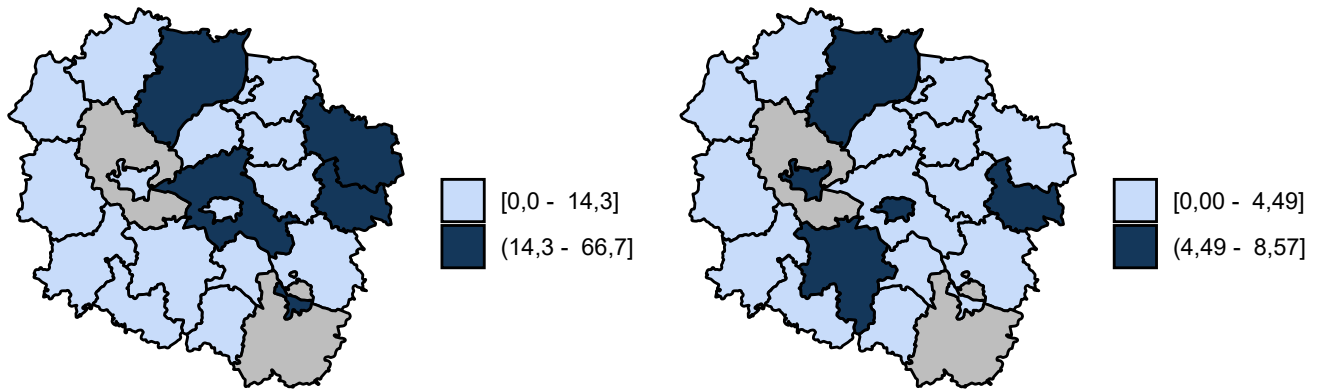 [0,0 -  14,3]
(14,3 -  66,7]
[0,00 -  4,49]
(4,49 -  8,57]